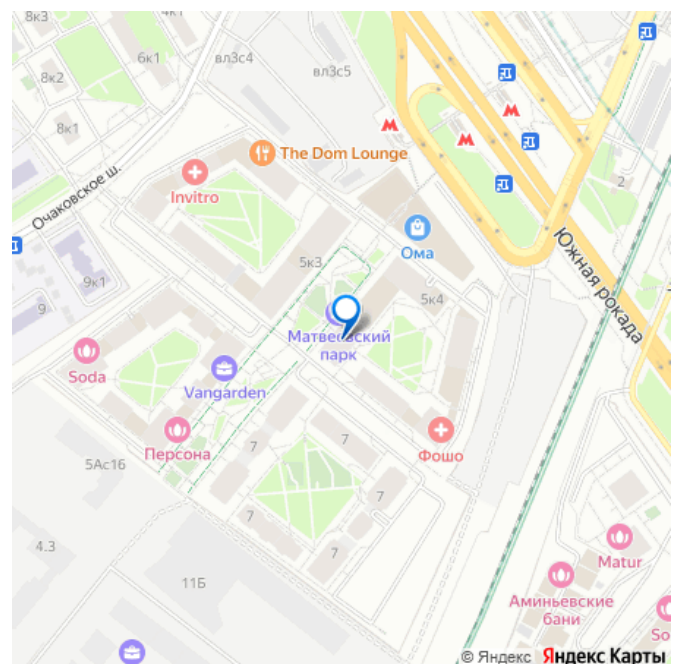 8к3
8к2
6к1
вл3с4
вл3с5
8к1
The Dom Lounge
Invitro
Очаковское ш.
2
Ома
Южная рокада
5к3
9к1
9
5к4
Матвеевский
парк
Soda
Vangarden
Персона
7
7
Фошо
5Ас16
7
7
7
4.3
11Б
Matur
Аминьевские
бани
So
© Яндекс Яндекс Карты